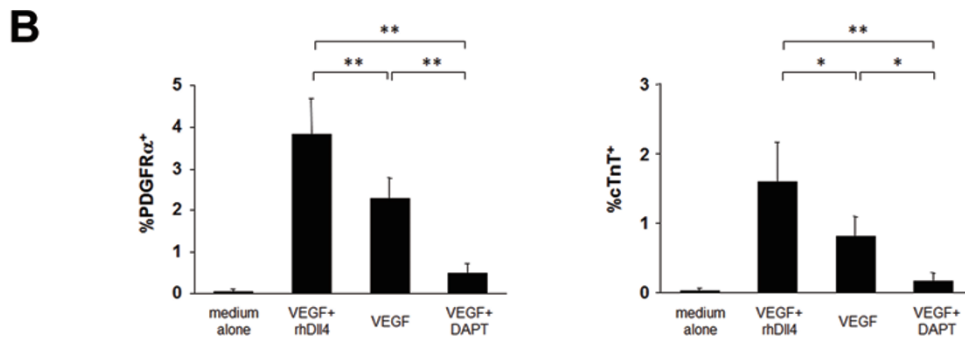 B
**
**
**
%PDGFRα⁺
5
4
3
2
1
0
medium alone
VEGF+ rhDll4
VEGF
VEGF+ DAPT
**
*
*
%cTnT⁺
3
2
1
0
medium alone
VEGF+ rhDll4
VEGF
VEGF+ DAPT